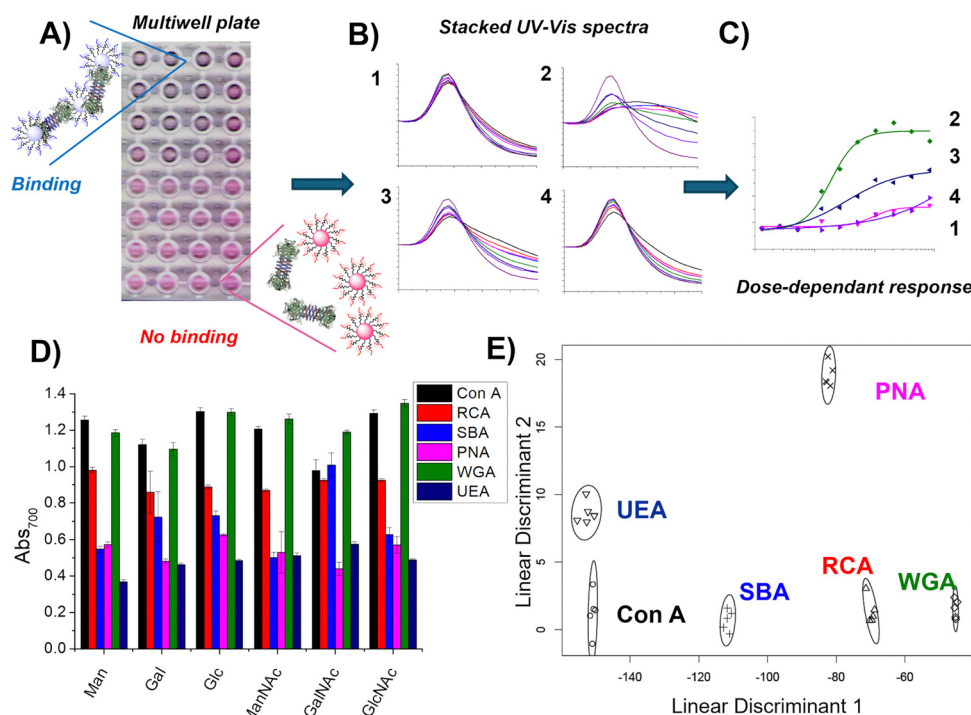 A)
Multiwell plate
Binding
No binding
B)
Stacked UV-Vis spectra
1
2
3
4
C)
2
3
4
1
Dose-dependant response
D)
1.4
1.2
1.0
0.8
0.6
0.4
0.2
0.0
Abs700
Con A
RCA
SBA
PNA
WGA
UEA
Man
Gal
Glc
ManNAc
GalNAc
GlcNAc
E)
20
15
10
5
0
Linear Discriminant 2
PNA
UEA
RCA
WGA
SBA
Con A
-140
-120
-100
-80
-60
Linear Discriminant 1